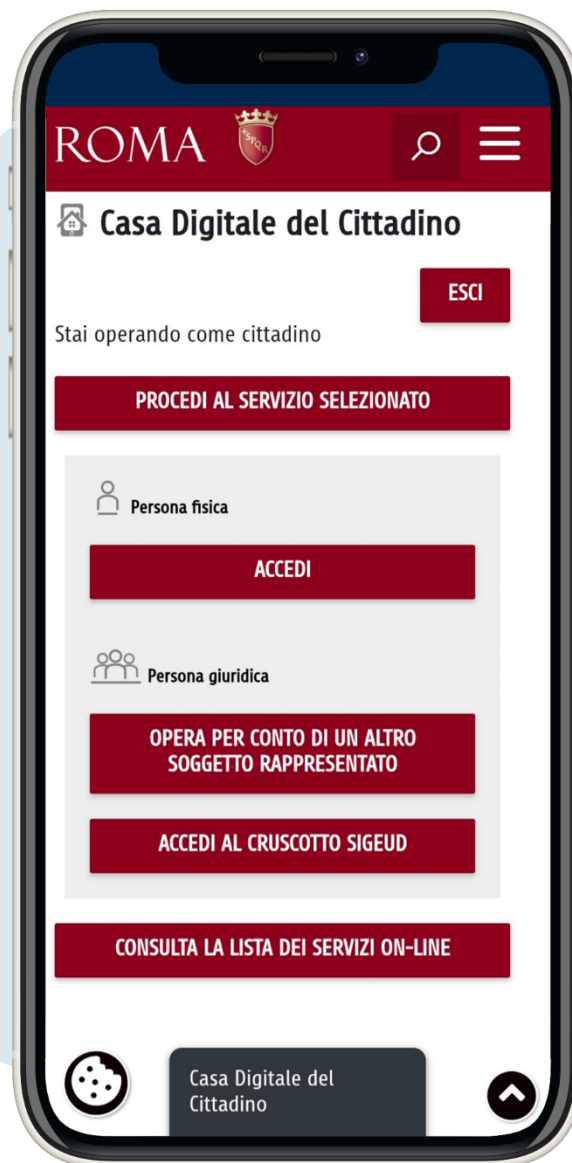 ROMA
SPQR
Casa Digitale del Cittadino
ESCI
Stai operando come cittadino
PROCEDI AL SERVIZIO SELEZIONATO
Persona fisica
ACCEDI
Persona giuridica
OPERA PER CONTO DI UN ALTRO
SOGGETTO RAPPRESENTATO
ACCEDI AL CRUSCOTTO SIGEUD
CONSULTA LA LISTA DEI SERVIZI ON-LINE
Casa Digitale del
Cittadino